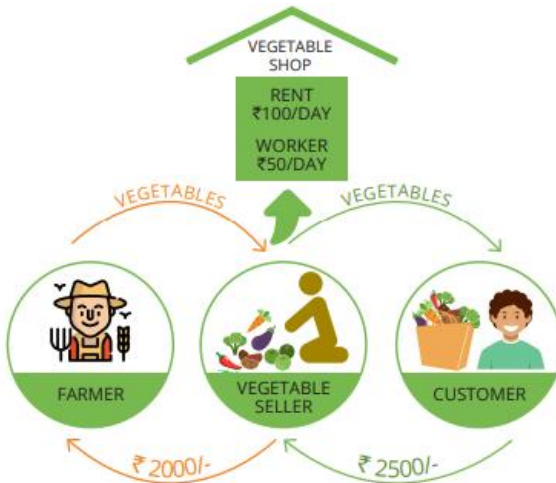 VEGETABLE
SHOP
RENT
₹100/DAY
WORKER
₹50/DAY
VEGETABLES
VEGETABLES
FARMER
VEGETABLE
SELLER
CUSTOMER
₹ 2000/-
₹ 2500/-